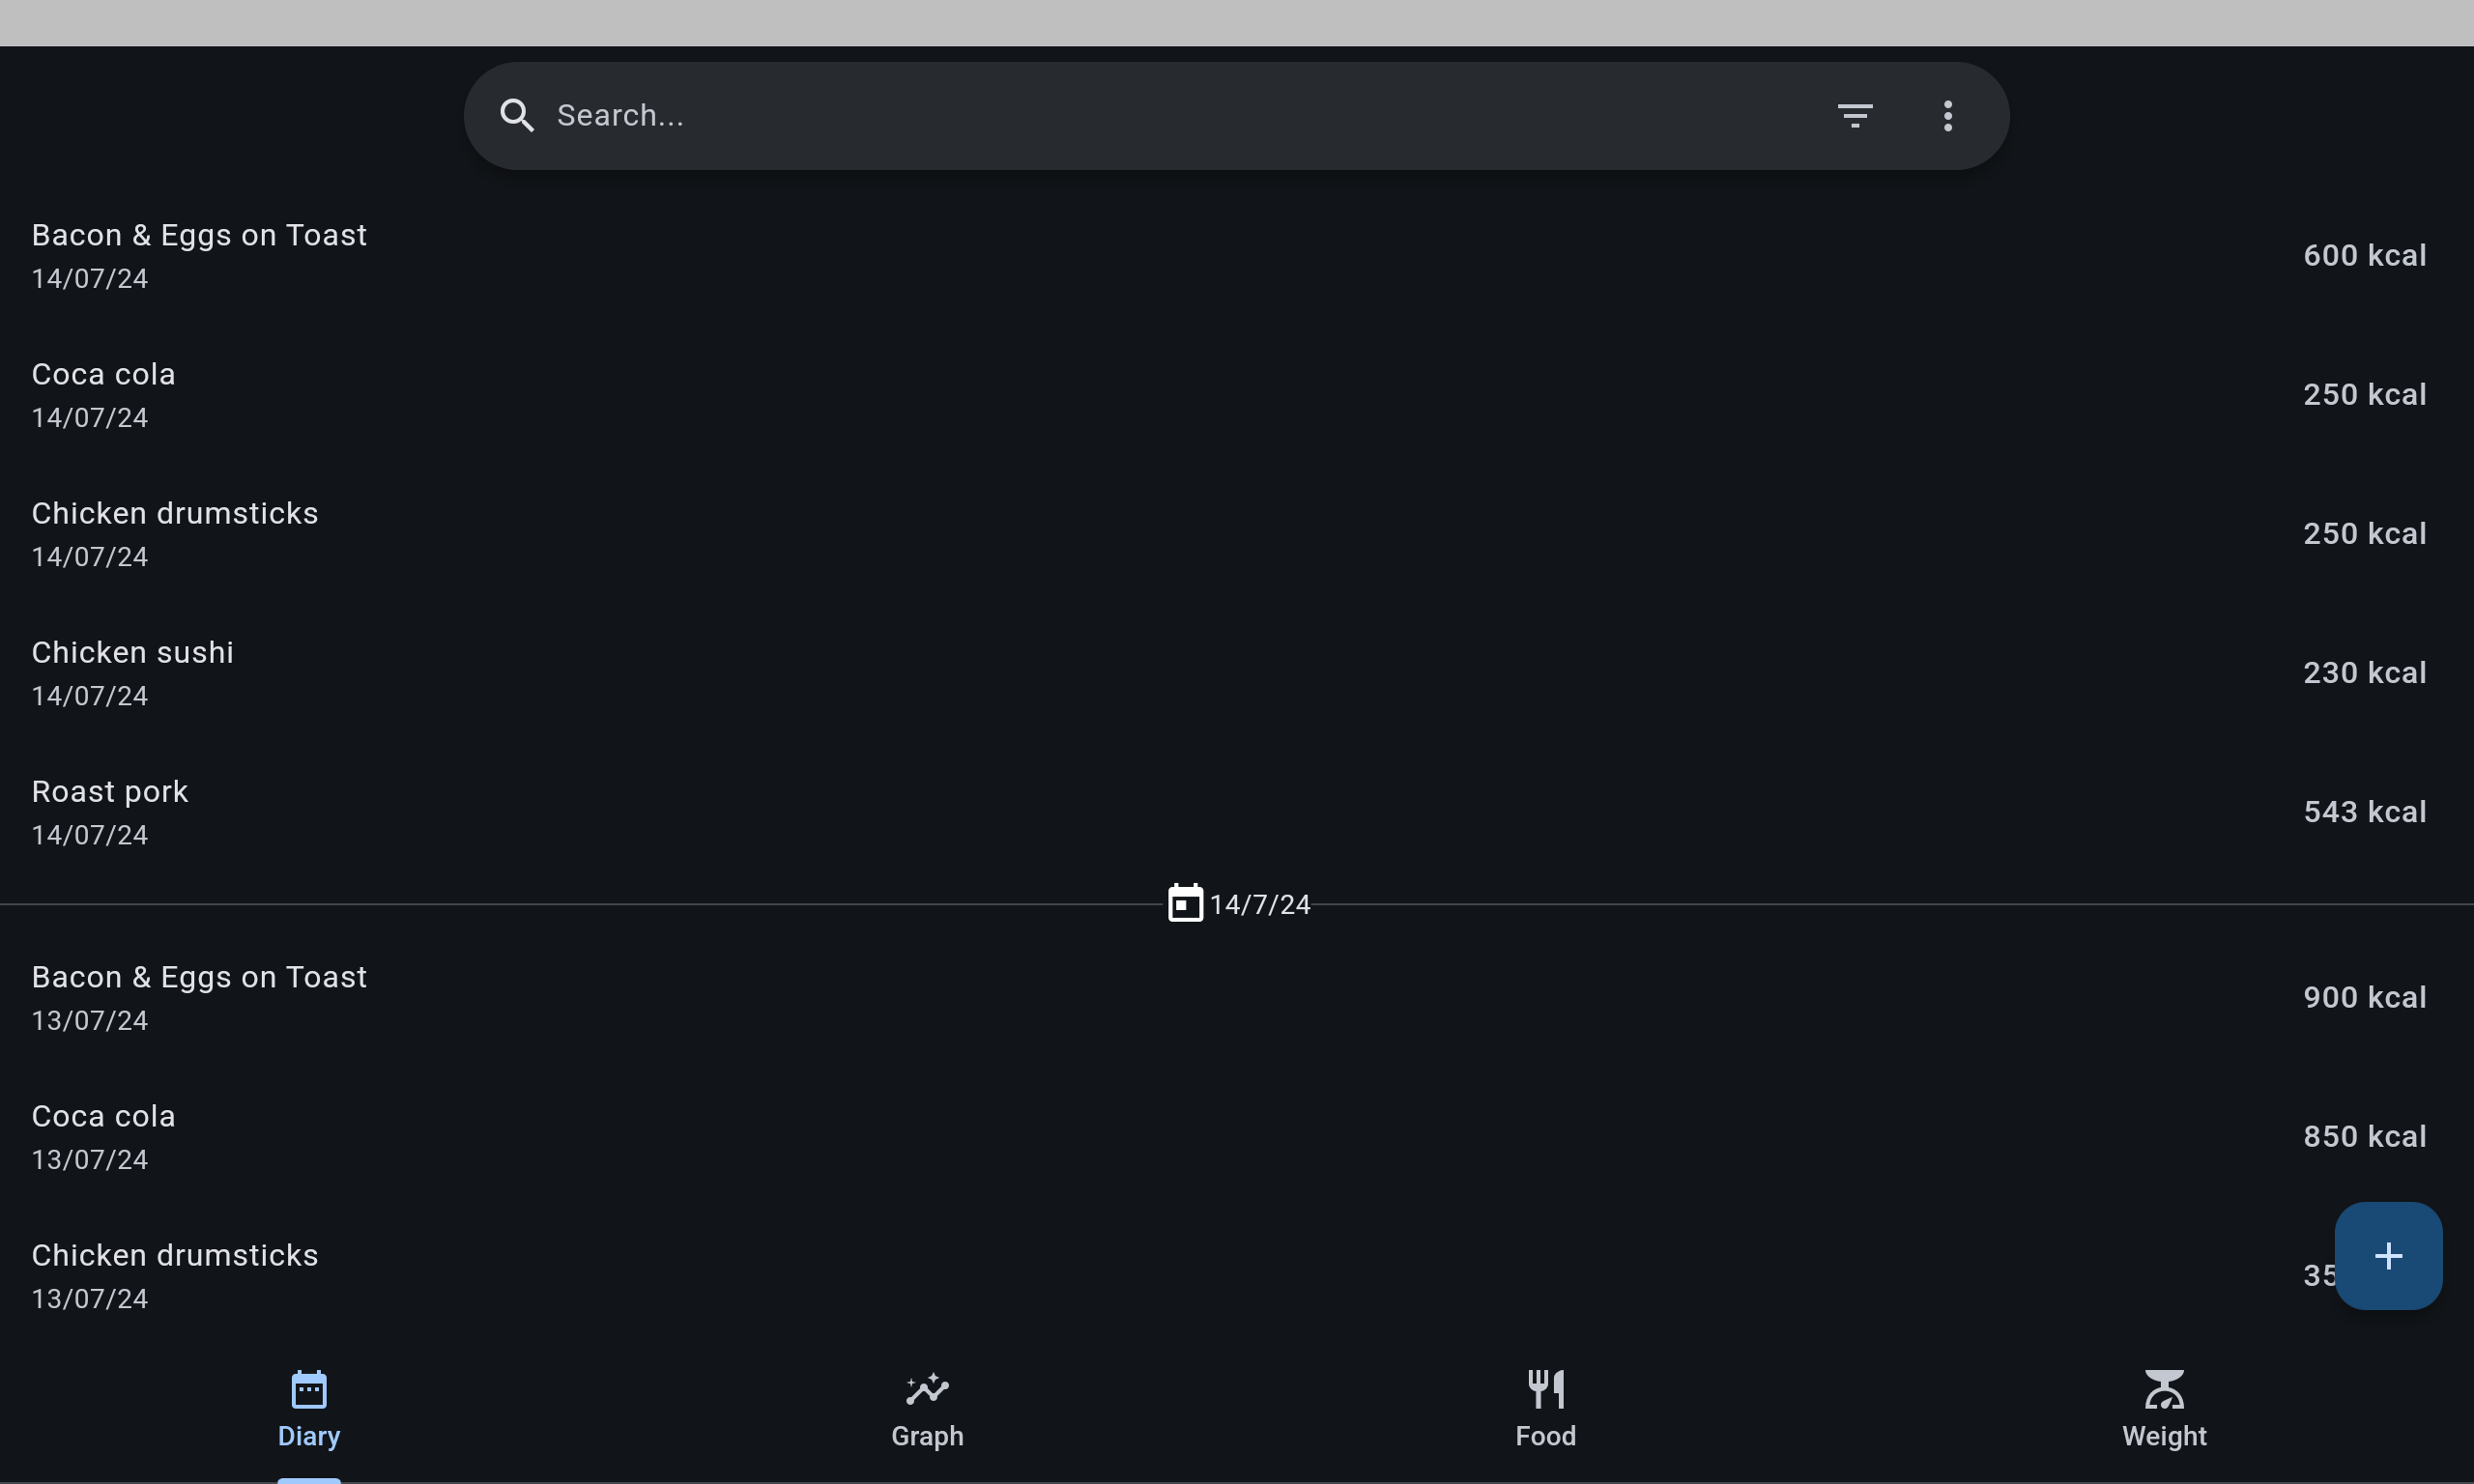 Search...
Bacon & Eggs on Toast
14/07/24
600 kcal
Coca cola
14/07/24
250 kcal
Chicken drumsticks
14/07/24
250 kcal
Chicken sushi
14/07/24
230 kcal
Roast pork
14/07/24
543 kcal
14/7/24
Bacon & Eggs on Toast
13/07/24
900 kcal
Coca cola
13/07/24
850 kcal
Chicken drumsticks
13/07/24
Diary
Graph
Food
Weight